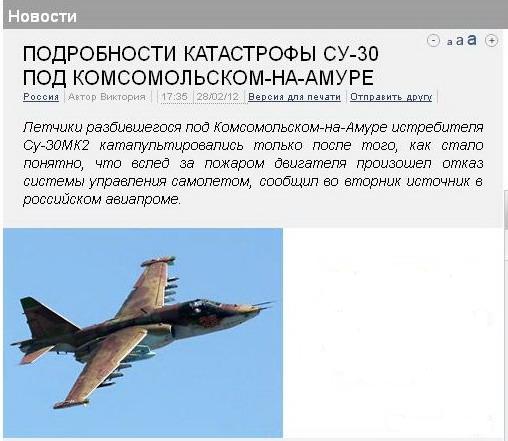 Новости
- а а а +
ПОДРОБНОСТИ КАТАСТРОФЫ СУ-30
ПОД КОМСОМОЛЬСКОМ-НА-АМУРЕ
Россия | Автор Виктория | | 17:35 | 28/02/12 | Версия для печати | Отправить другу |
Летчики разбившегося под Комсомольском-на-Амуре истребителя
Су-30МК2 катапультировались только после того, как стало
понятно, что вслед за пожаром двигателя произошел отказ
системы управления самолетом, сообщил во вторник источник в
российском авиапроме.